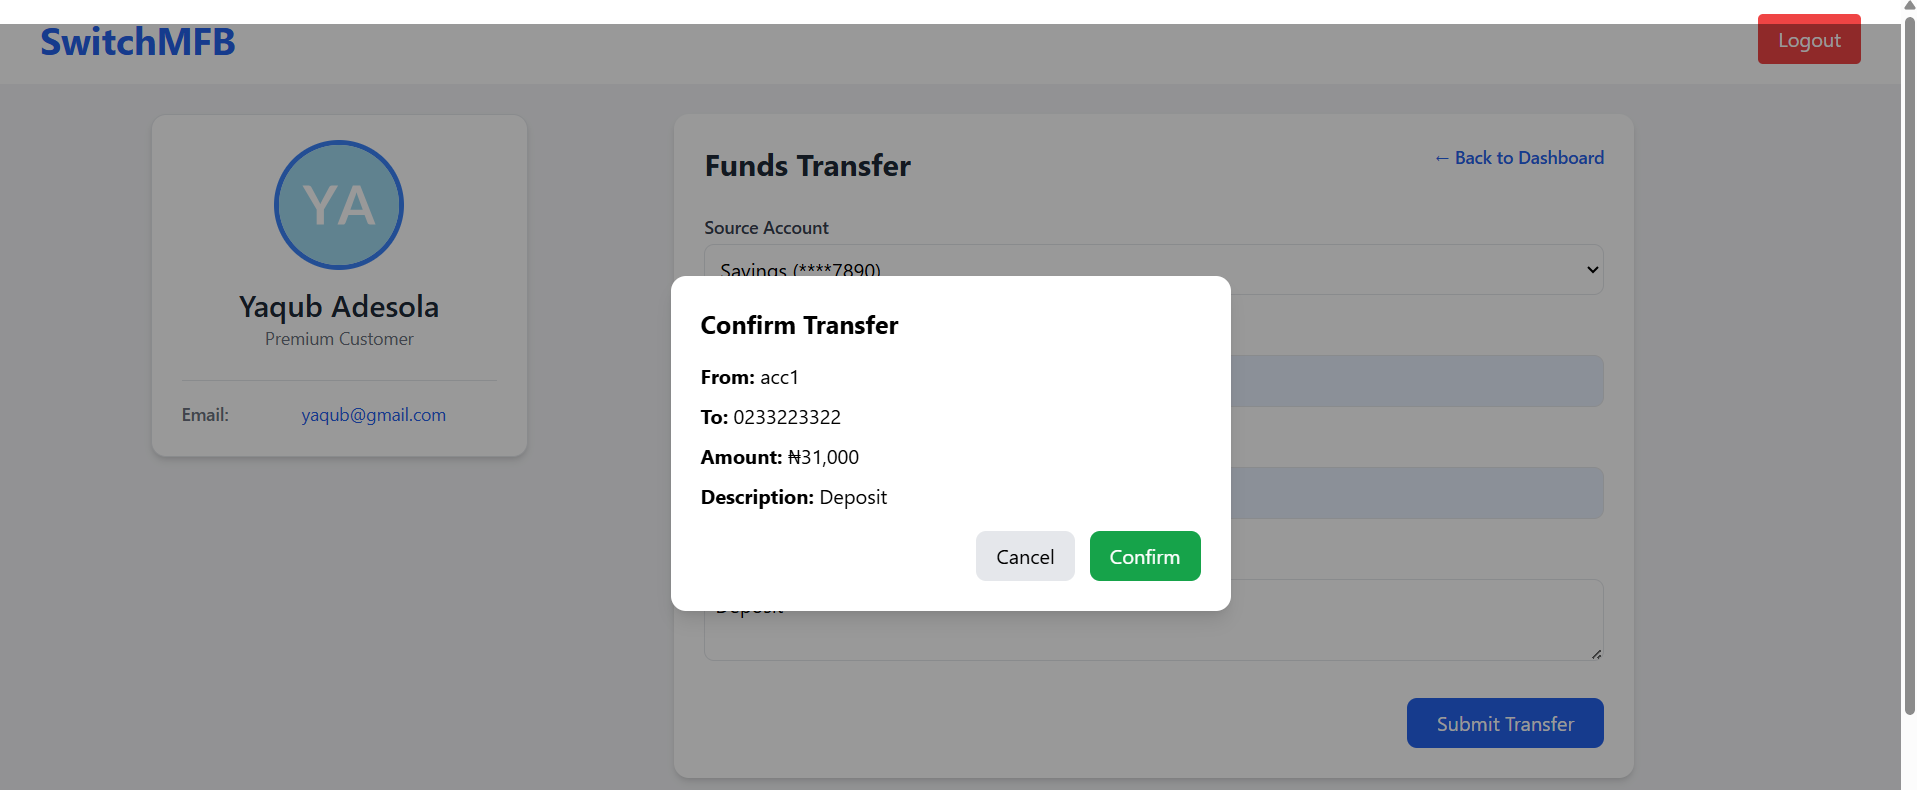 SwitchMFB
Logout
YA
Yaqub Adesola
Premium Customer
Email: yaqub@gmail.com
Funds Transfer
← Back to Dashboard
Source Account
Savings (****7890)
Confirm Transfer
From: acc1
To: 0233223322
Amount: ₦31,000
Description: Deposit
Cancel
Confirm
Deposit
Submit Transfer